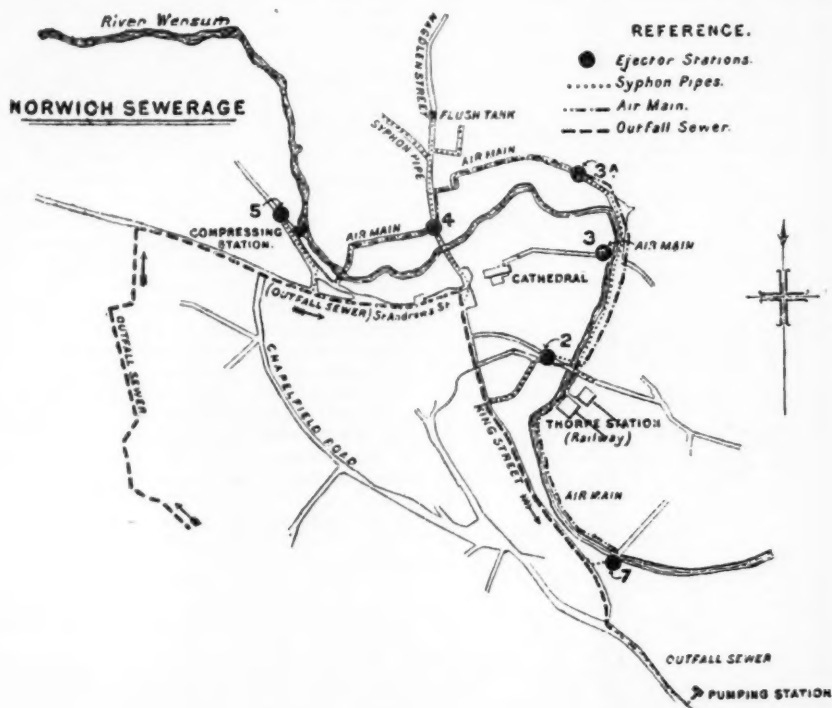 River Wensum
NORWICH SEWERAGE
REFERENCE.
Ejector Stations.
Syphon Pipes.
Air Main.
Outfall Sewer.
MAGDLEN STREET
FLUSH TANK
SYPHON PIPE
AIR MAIN
3A
5
COMPRESSING
STATION.
AIR MAIN
4
3
AIR MAIN
CATHEDRAL
(OUTFALL SEWER) St Andrews St
OUTFALL SEWER
CHAPELFIELD ROAD
2
KING STREET
THORPE STATION
(Railway)
AIR MAIN
7
OUTFALL SEWER
PUMPING STATION